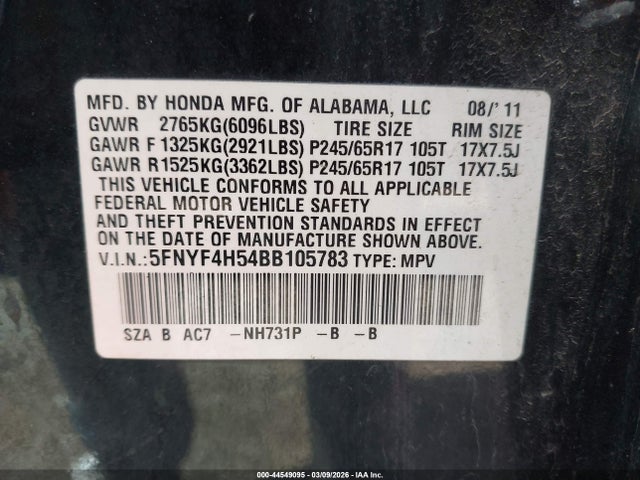 MFD. BY HONDA MFG. OF ALABAMA, LLC 08/'11
GVWR 2765KG(6096LBS) TIRE SIZE RIM SIZE
GAWR F 1325KG(2921LBS) P245/65R17 105T 17X7.5J
GAWR R 1525KG(3362LBS) P245/65R17 105T 17X7.5J
THIS VEHICLE CONFORMS TO ALL APPLICABLE
FEDERAL MOTOR VEHICLE SAFETY
AND THEFT PREVENTION STANDARDS IN EFFECT
ON THE DATE OF MANUFACTURE SHOWN ABOVE.
V.I.N.:5FNYF4H54BB105783 TYPE: MPV
SZA B AC7 -NH731P -B -B
000-44549095 - 03/09/2026 - IAA Inc.